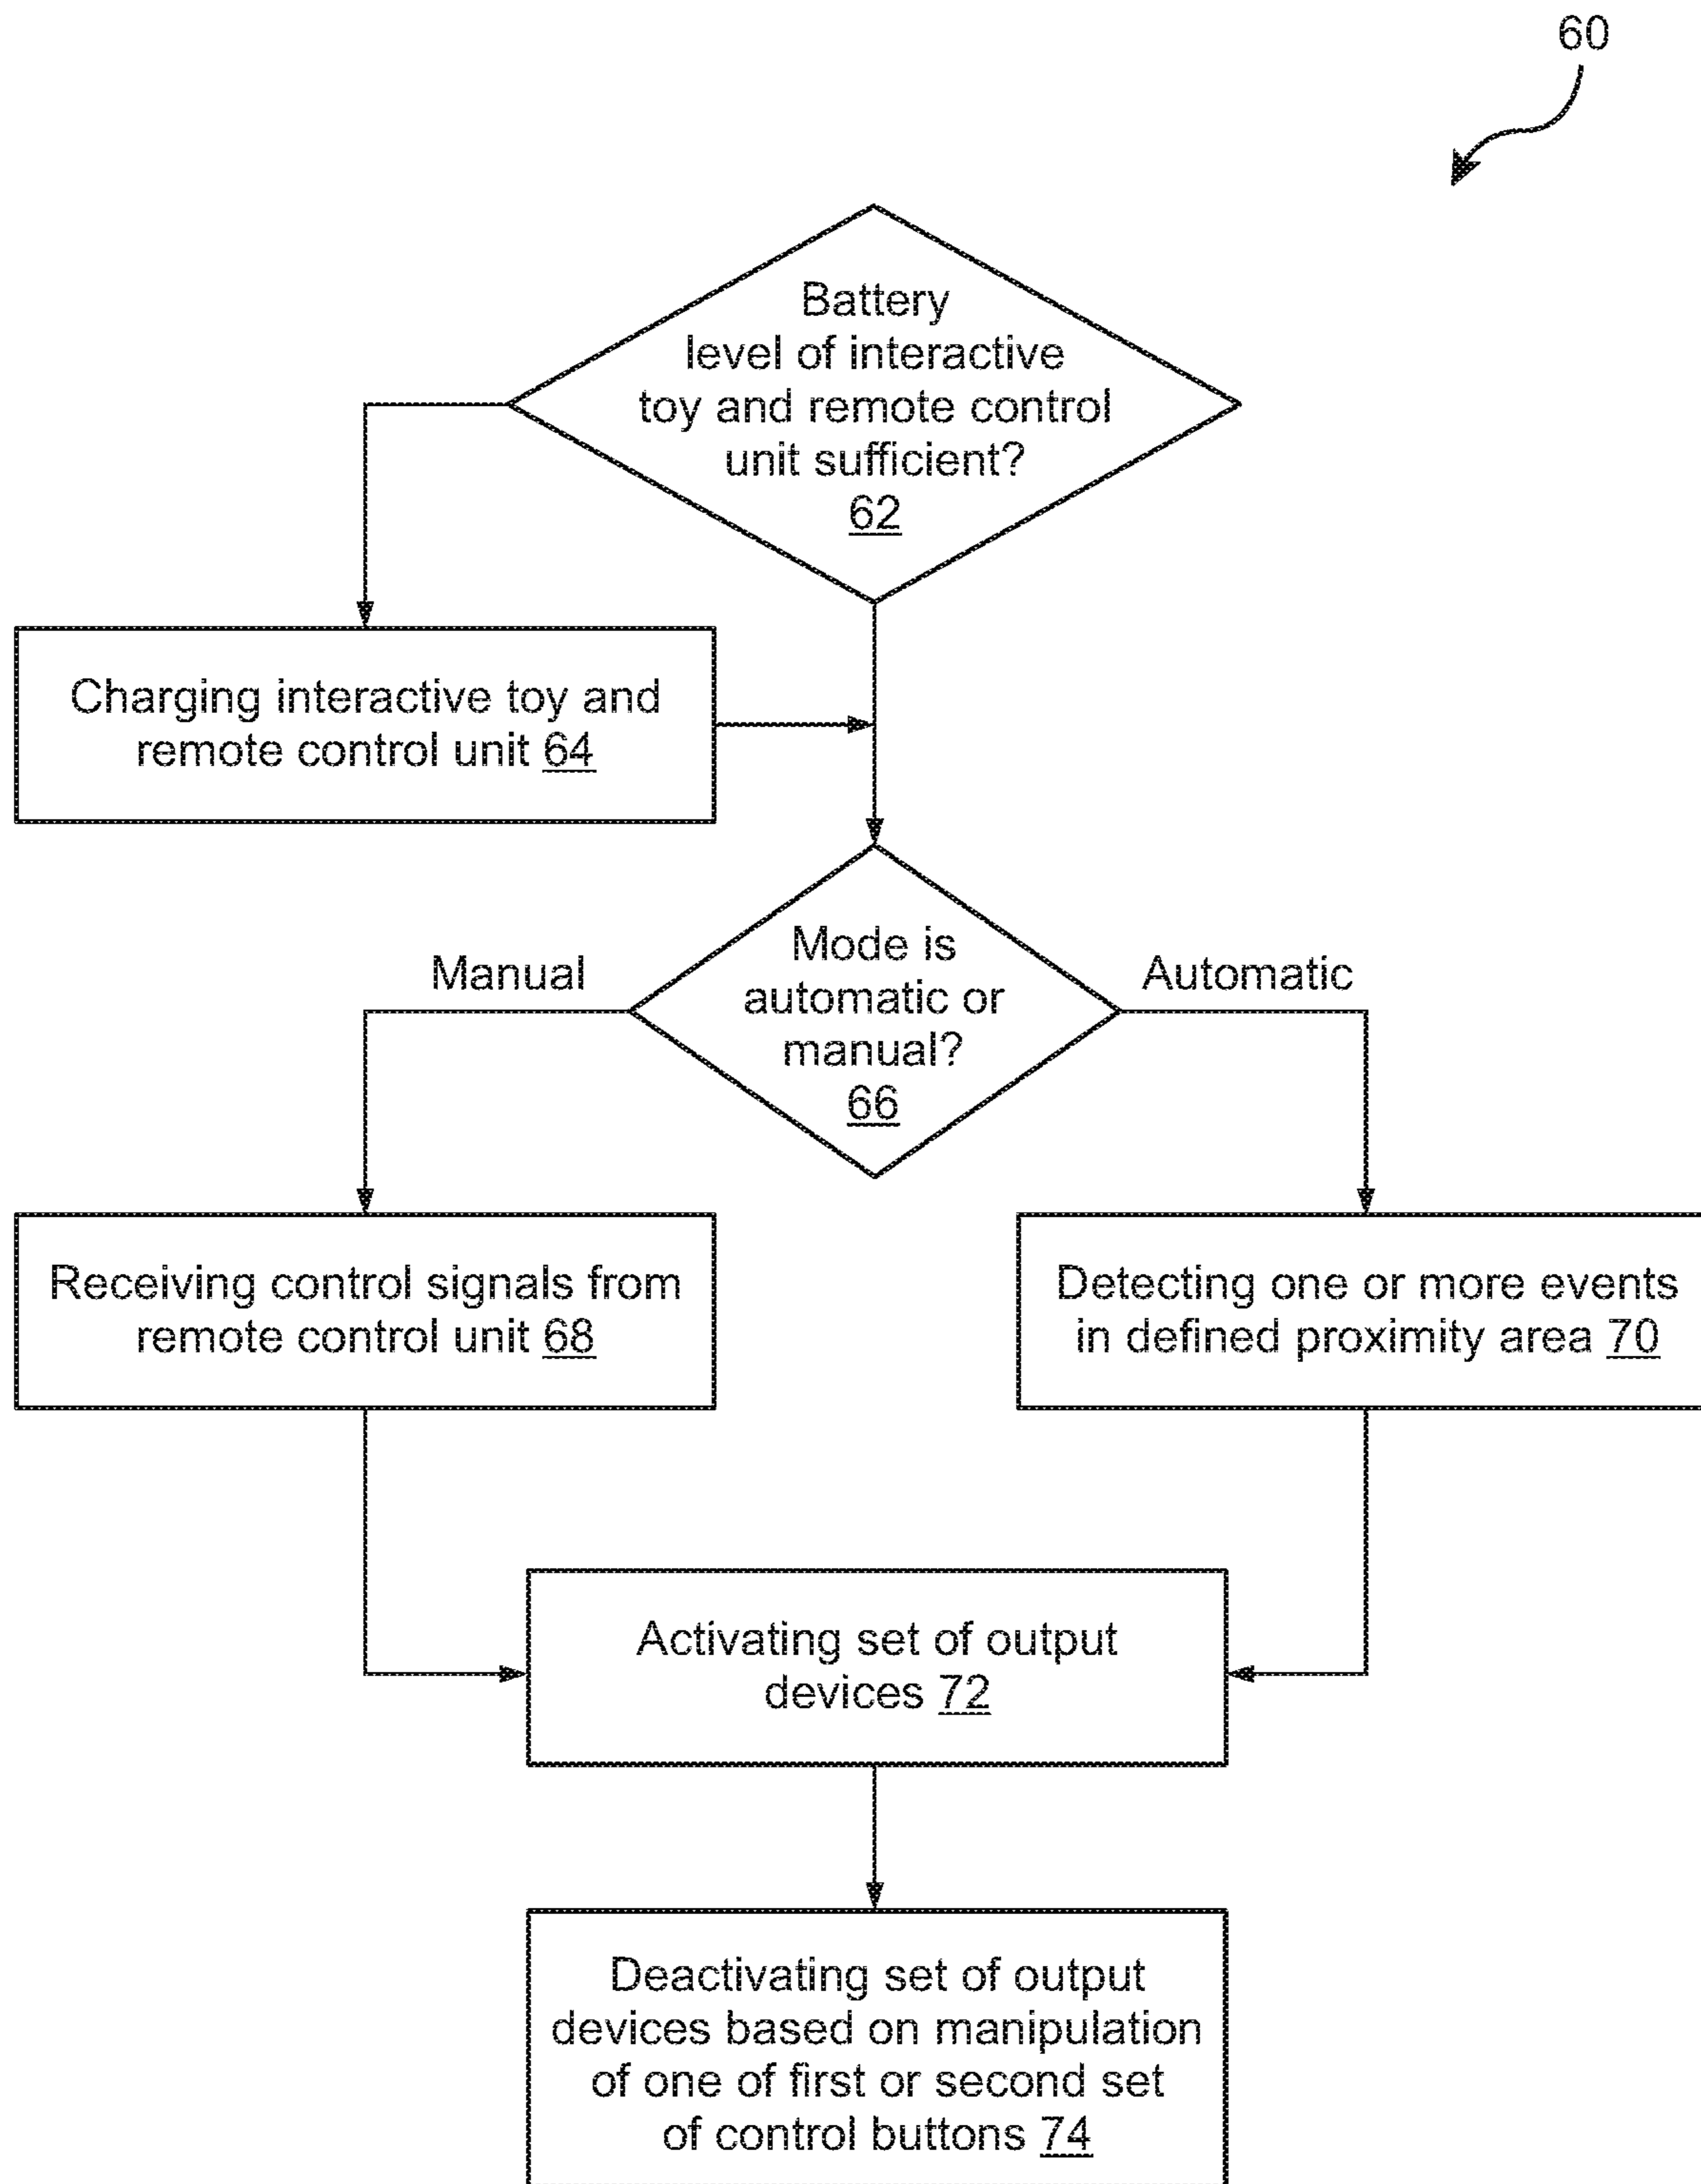 60
Battery
level of interactive
toy and remote control
unit sufficient?
62
Charging interactive toy and
remote control unit 64
Mode is
automatic or
manual?
66
Manual
Automatic
Receiving control signals from
remote control unit 68
Detecting one or more events
in defined proximity area 70
Activating set of output
devices 72
Deactivating set of output
devices based on manipulation
of one of first or second set
of control buttons 74